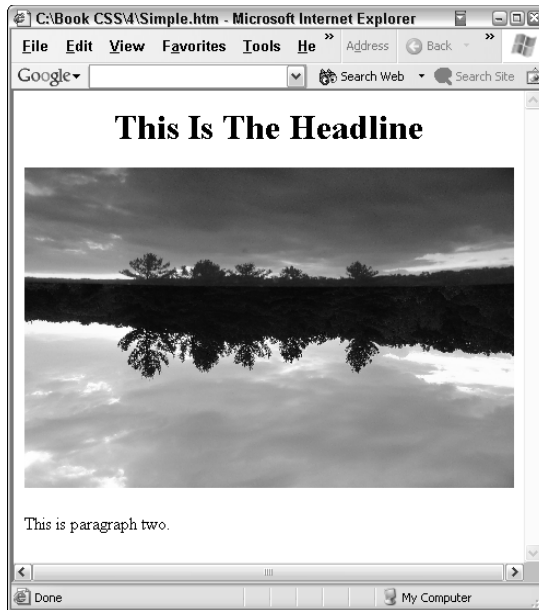 C:\Book CSS\4\Simple.htm - Microsoft Internet Explorer
File Edit View Favorites Tools He » Address Back »
Google Search Web Search Site
This Is The Headline
This is paragraph two.
Done My Computer